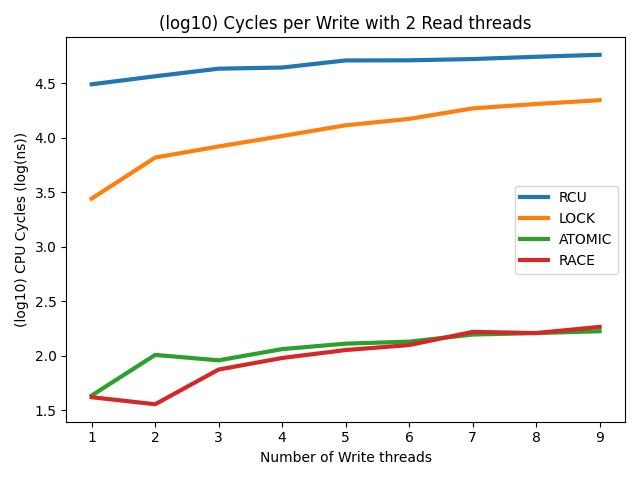 (log10) Cycles per Write with 2 Read threads
(log10) CPU Cycles (log(ns))
4.5
4.0
3.5
3.0
2.5
2.0
1.5
RCU
LOCK
ATOMIC
RACE
1 2 3 4 5 6 7 8 9
Number of Write threads